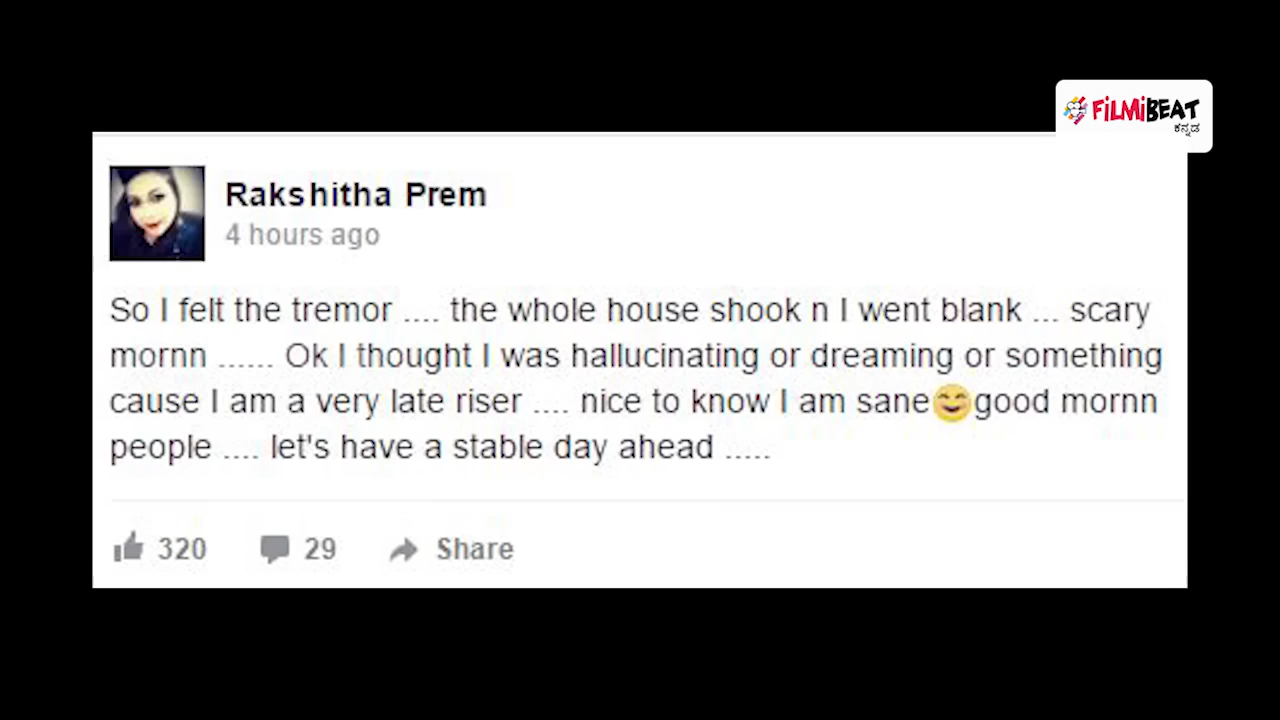 FiLMiBEAT
ಕನ್ನಡ
Rakshitha Prem
4 hours ago
So I felt the tremor .... the whole house shook n I went blank ... scary
mornn ...... Ok I thought I was hallucinating or dreaming or something
cause I am a very late riser .... nice to know I am sane😊good mornn
people .... let's have a stable day ahead .....
320 29 Share